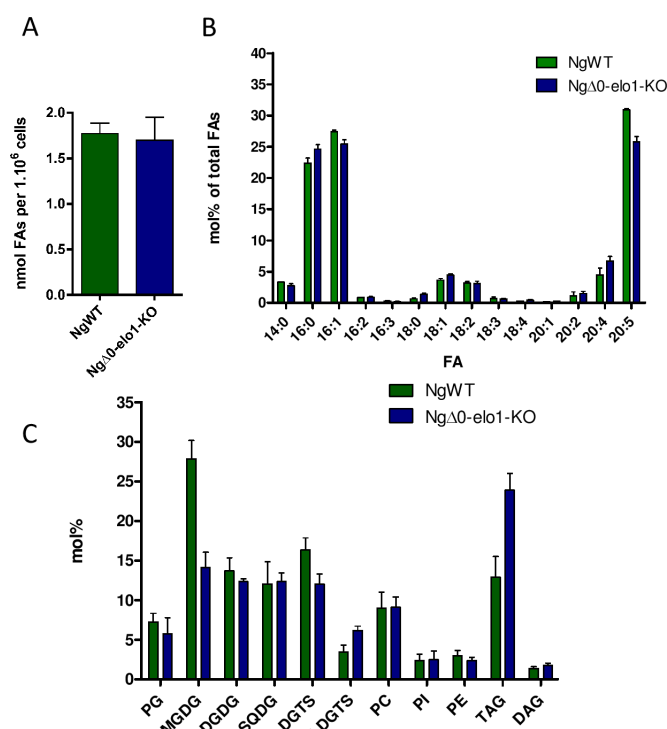 A
B
NgWT
NgΔ0-elo1-KO
nmol FAs per 1.10⁶ cells
2.0
1.5
1.0
0.5
0.0
NgWT
NgΔ0-elo1-KO
mol% of total FAs
40
35
30
25
20
15
10
5
0
14:0 16:0 16:1 16:2 16:3 18:0 18:1 18:2 18:3 18:4 20:1 20:2 20:4 20:5
FA
NgWT
NgΔ0-elo1-KO
C
mol%
35
30
25
20
15
10
5
0
PG MGDG DGDG SQDG DGTS DGTS PC PI PE TAG DAG